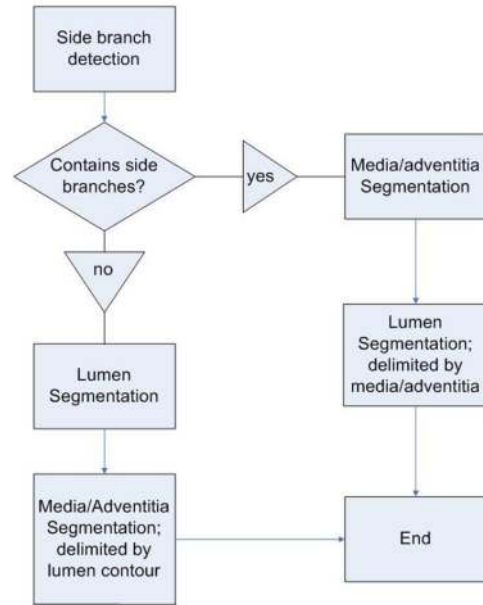 Side branch
detection
Contains side
branches?
yes
Media/adventitia
Segmentation
no
Lumen
Segmentation;
delimited by
media/adventitia
Lumen
Segmentation
Media/Adventitia
Segmentation;
delimited by
lumen contour
End